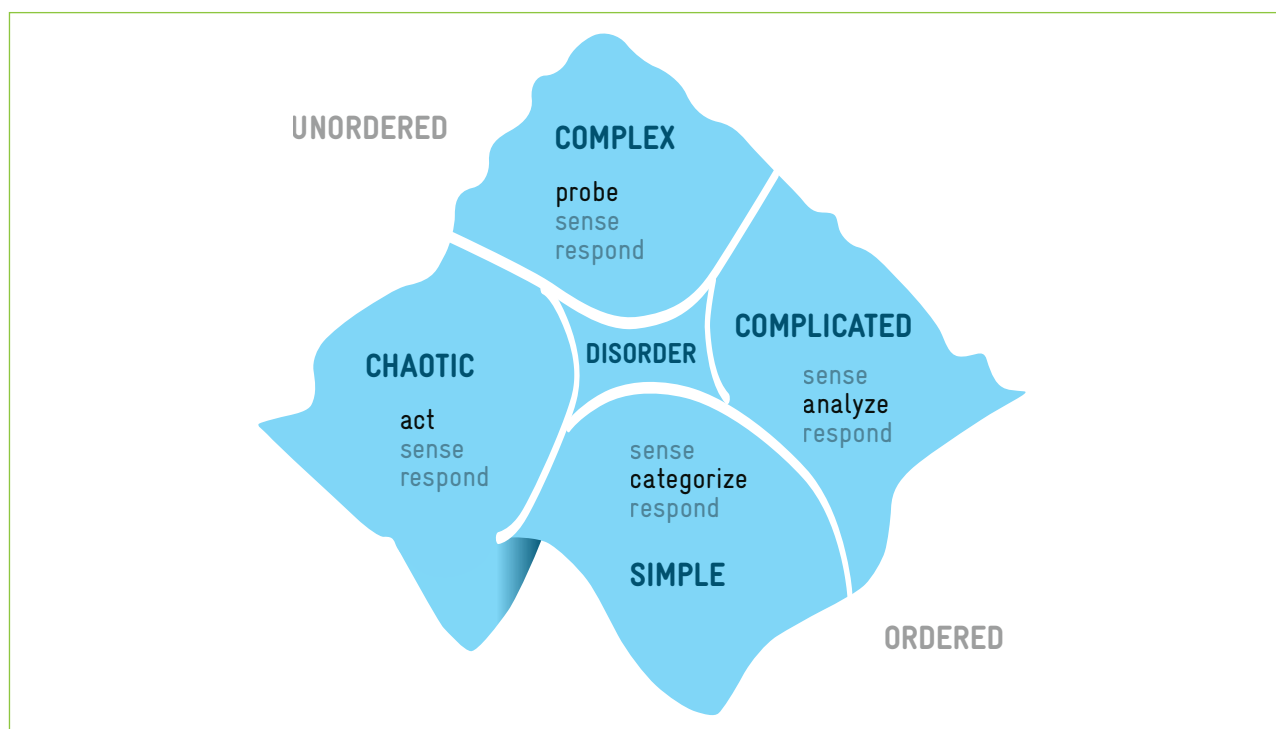 UNORDERED
COMPLEX
probe
sense
respond
CHAOTIC
act
sense
respond
DISORDER
COMPLICATED
sense
analyze
respond
sense
categorize
respond
SIMPLE
ORDERED